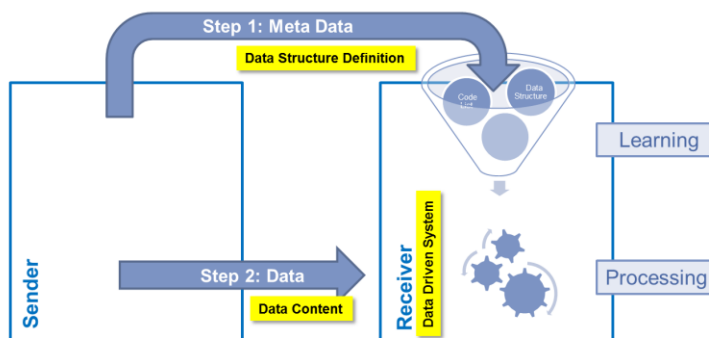 Step 1: Meta Data
Data Structure Definition
Code
List
Data
Structure
Learning
Sender
Step 2: Data
Data Content
Receiver
Data Driven System
Processing